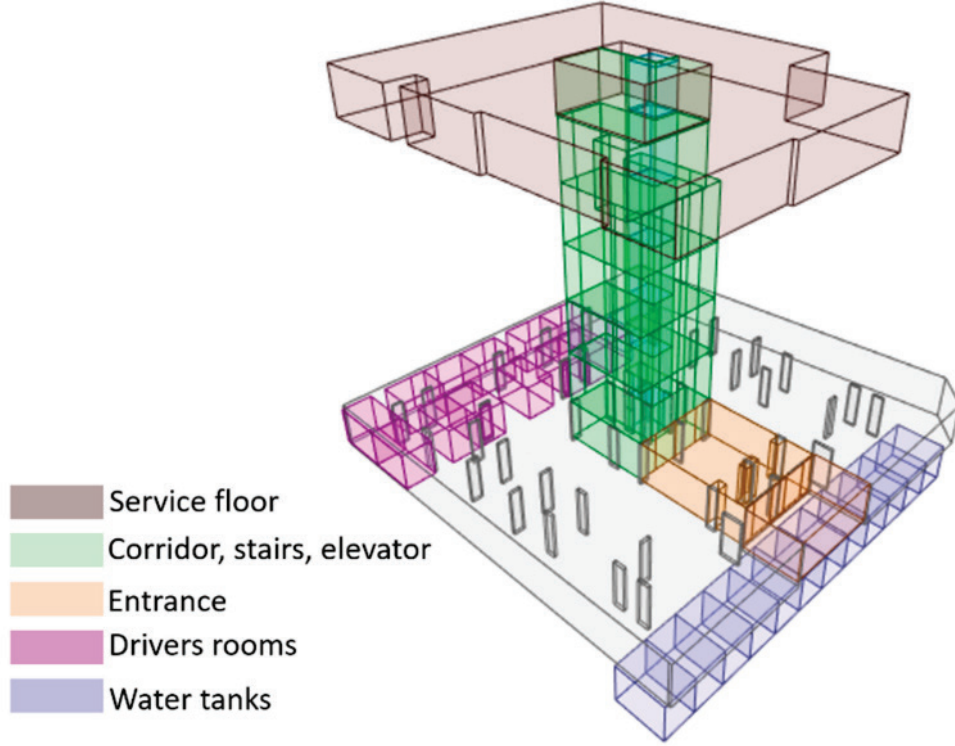 Service floor
Corridor, stairs, elevator
Entrance
Drivers rooms
Water tanks